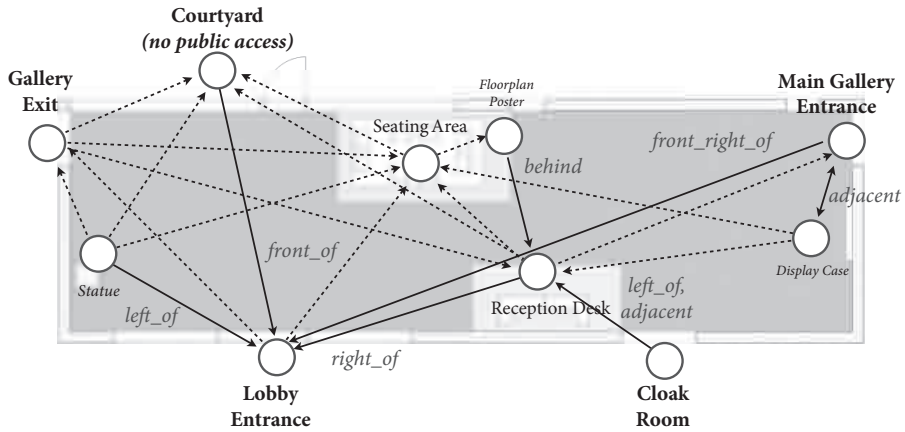 Courtyard
(no public access)
Gallery
Exit
Floorplan
Poster
Main Gallery
Entrance
Seating Area
front_right_of
behind
adjacent
front_of
Statue
Display Case
left_of
left_of,
adjacent
Reception Desk
right_of
Lobby
Entrance
Cloak
Room